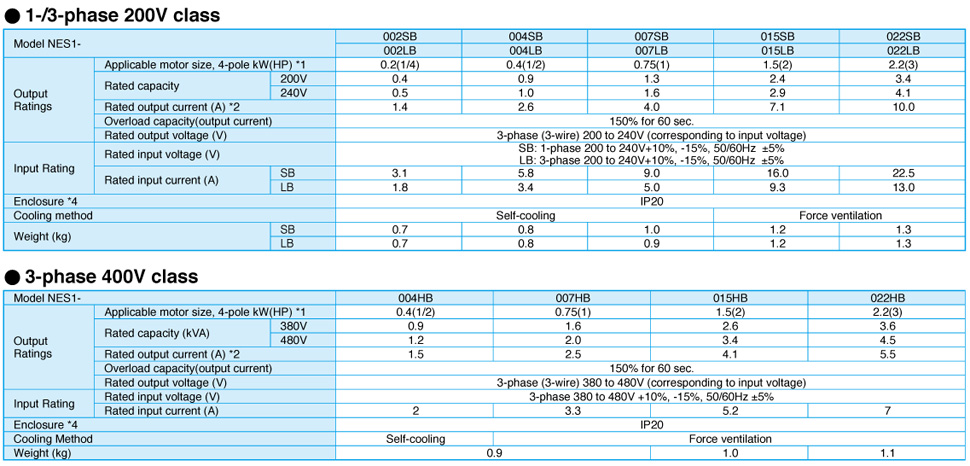 ● 1-/3-phase 200V class
Model NES1- 002SB 004SB 007SB 015SB 022SB
002LB 004LB 007LB 015LB 022LB
Output Ratings Applicable motor size, 4-pole kW(HP) *1 0.2(1/4) 0.4(1/2) 0.75(1) 1.5(2) 2.2(3)
Rated capacity 200V 0.4 0.9 1.3 2.4 3.4
240V 0.5 1.0 1.6 2.9 4.1
Rated output current (A) *2 1.4 2.6 4.0 7.1 10.0
Overload capacity(output current) 150% for 60 sec.
Rated output voltage (V) 3-phase (3-wire) 200 to 240V (corresponding to input voltage)
Input Rating Rated input voltage (V) SB: 1-phase 200 to 240V+10%, -15%, 50/60Hz ±5%
LB: 3-phase 200 to 240V+10%, -15%, 50/60Hz ±5%
Rated input current (A) SB 3.1 5.8 9.0 16.0 22.5
LB 1.8 3.4 5.0 9.3 13.0
Enclosure *4 IP20
Cooling method Self-cooling Force ventilation
Weight (kg) SB 0.7 0.8 1.0 1.2 1.3
LB 0.7 0.8 0.9 1.2 1.3
● 3-phase 400V class
Model NES1- 004HB 007HB 015HB 022HB
Output Ratings Applicable motor size, 4-pole kW(HP) *1 0.4(1/2) 0.75(1) 1.5(2) 2.2(3)
Rated capacity (kVA) 380V 0.9 1.6 2.6 3.6
480V 1.2 2.0 3.4 4.5
Rated output current (A) *2 1.5 2.5 4.1 5.5
Overload capacity(output current) 150% for 60 sec.
Rated output voltage (V) 3-phase (3-wire) 380 to 480V (corresponding to input voltage)
Input Rating Rated input voltage (V) 3-phase 380 to 480V +10%, -15%, 50/60Hz ±5%
Rated input current (A) 2 3.3 5.2 7
Enclosure *4 IP20
Cooling Method Self-cooling Force ventilation
Weight (kg) 0.9 1.0 1.1